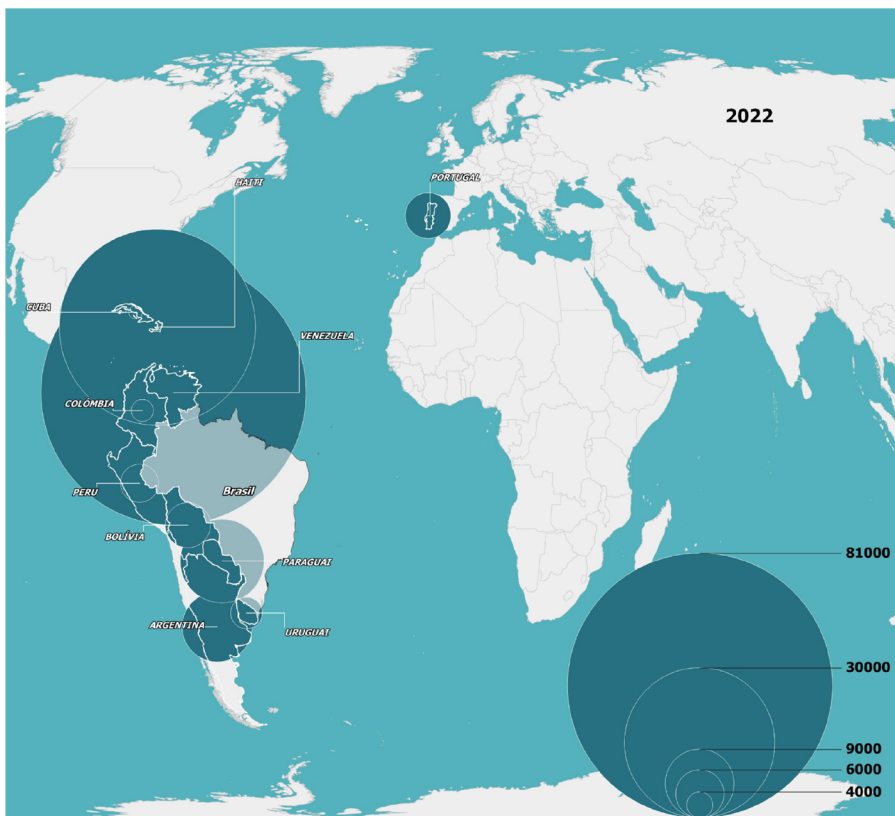 2022
HAITI
PORTUGAL
CUBA
VENEZUELA
COLÔMBIA
PERU
Brasil
BOLÍVIA
PARAGUAI
ARGENTINA
URUGUAI
81000
30000
9000
6000
4000